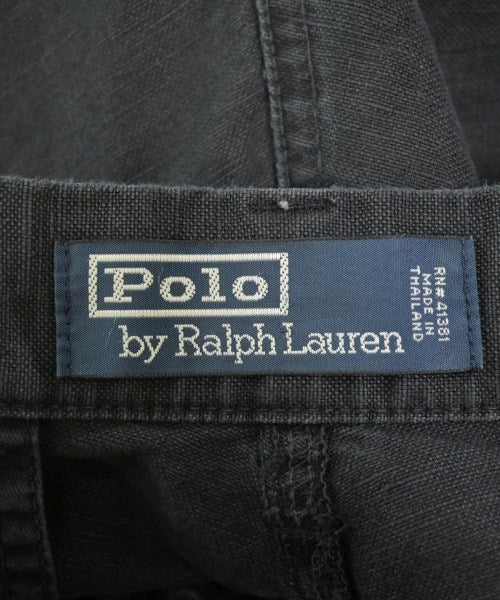 Polo
by Ralph Lauren
RN# 41381
MADE IN
THAILAND